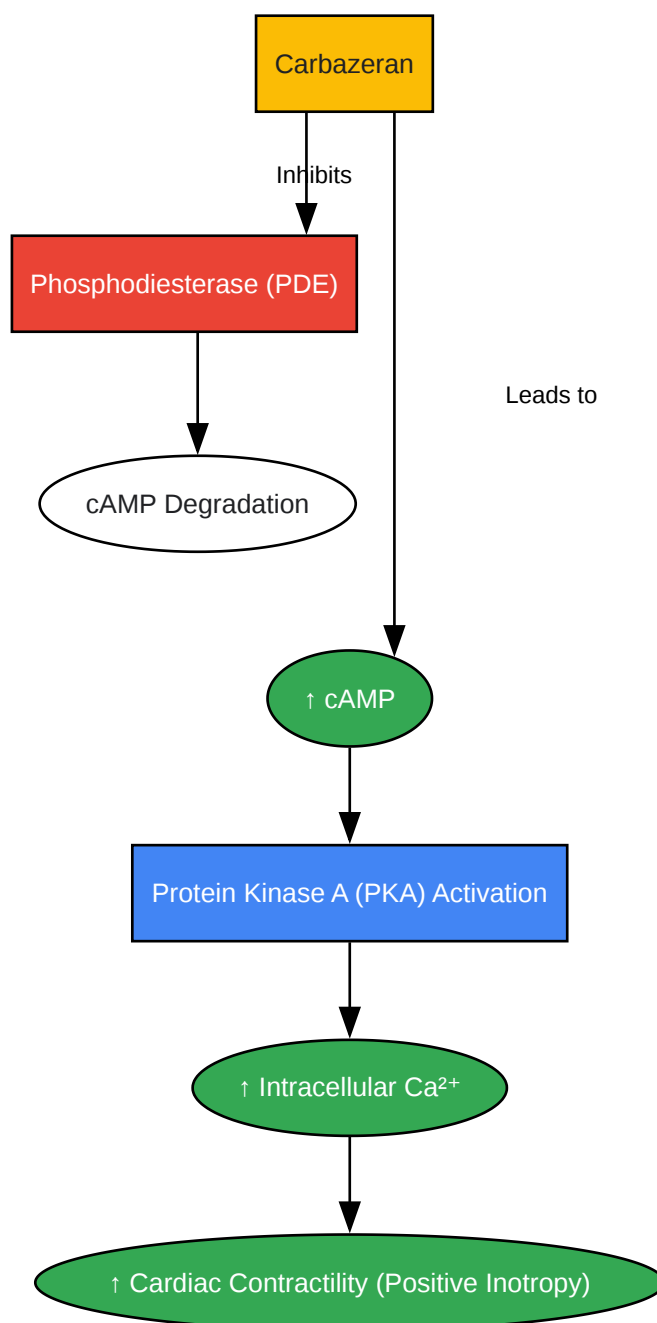 Carbazeran
Inhibits
Phosphodiesterase (PDE)
Leads to
cAMP Degradation
↑ cAMP
Protein Kinase A (PKA) Activation
↑ Intracellular Ca²⁺
↑ Cardiac Contractility (Positive Inotropy)